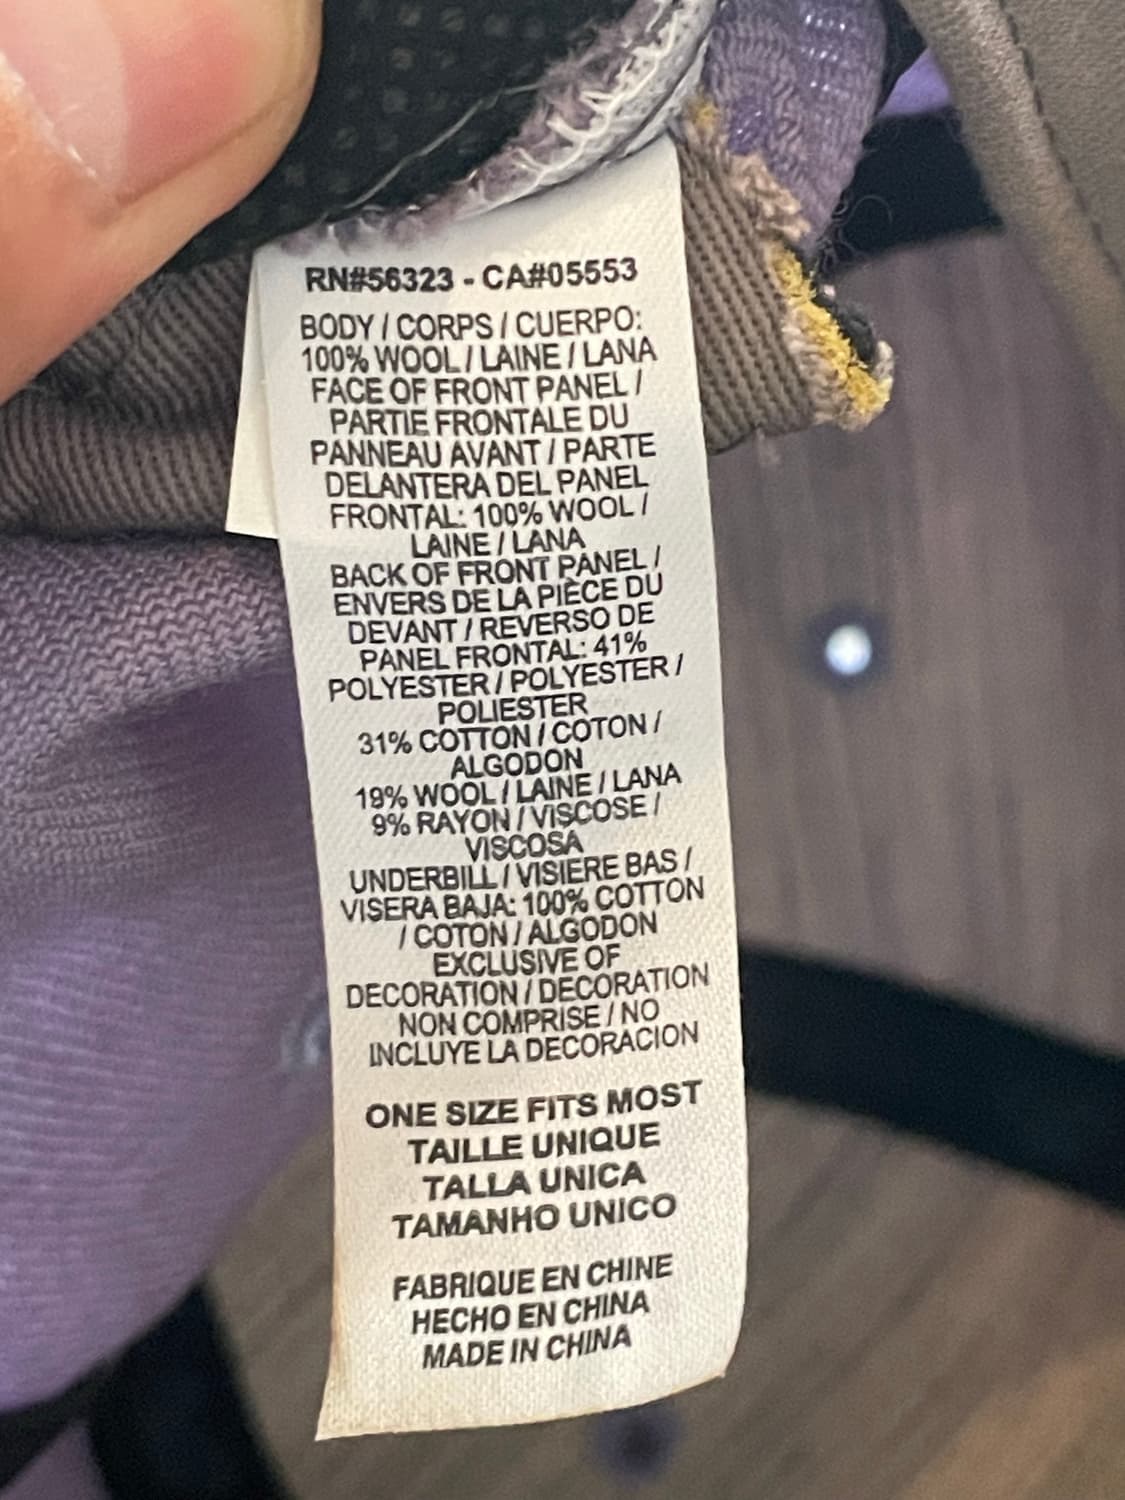 RN#56323 - CA#05553
BODY / CORPS / CUERPO:
100% WOOL / LAINE / LANA
FACE OF FRONT PANEL /
PARTIE FRONTALE DU
PANNEAU AVANT / PARTE
DELANTERA DEL PANEL
FRONTAL: 100% WOOL /
LAINE / LANA
BACK OF FRONT PANEL /
ENVERS DE LA PIÈCE DU
DEVANT / REVERSO DE
PANEL FRONTAL: 41%
POLYESTER / POLYESTER /
POLIESTER
31% COTTON / COTON /
ALGODON
19% WOOL / LAINE / LANA
9% RAYON / VISCOSE /
VISCOSA
UNDERBILL / VISIERE BAS /
VISERA BAJA: 100% COTTON
/ COTON / ALGODON
EXCLUSIVE OF
DECORATION / DECORATION
NON COMPRISE / NO
INCLUYE LA DECORACION
ONE SIZE FITS MOST
TAILLE UNIQUE
TALLA UNICA
TAMANHO UNICO
FABRIQUE EN CHINE
HECHO EN CHINA
MADE IN CHINA